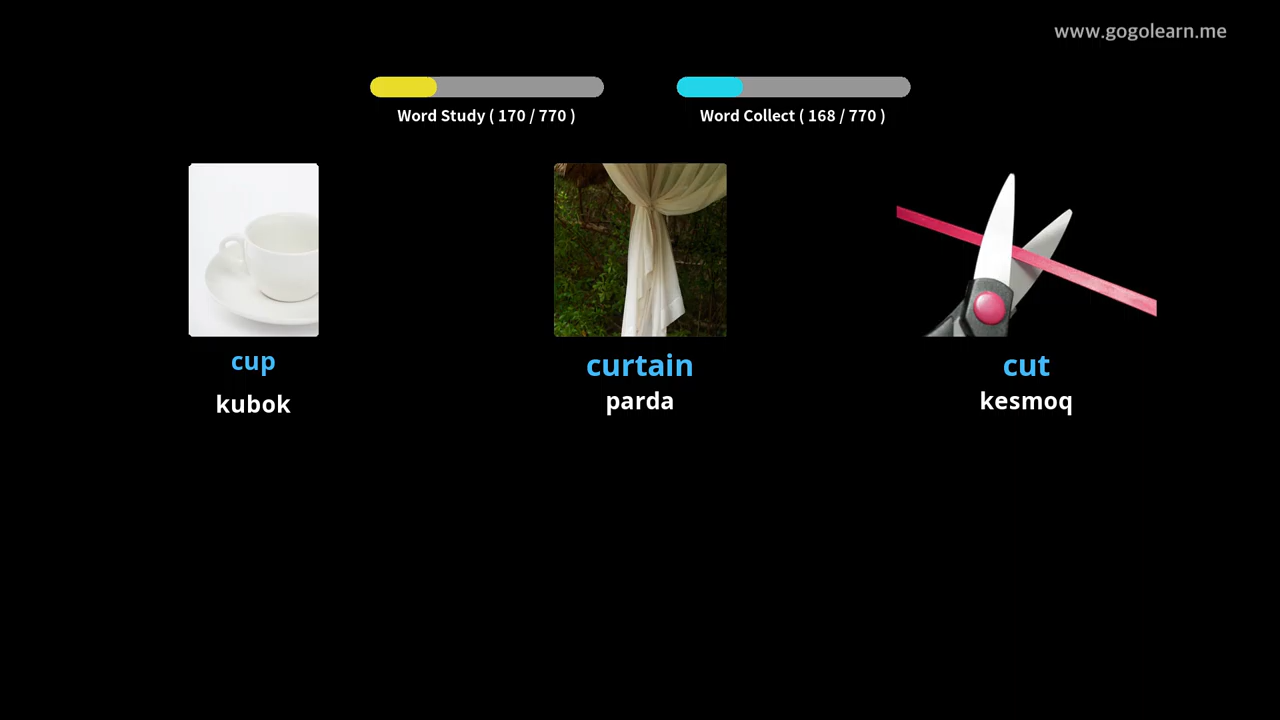 www.gogolearn.me
Word Study ( 170 / 770 )
Word Collect ( 168 / 770 )
cup
kubok
curtain
parda
cut
kesmoq